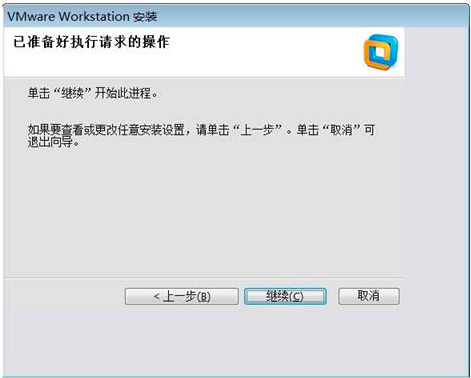 VMware Workstation 安装
已准备好执行请求的操作
单击“继续”开始此进程。
如果要查看或更改任意安装设置，请单击“上一步”。单击“取消”可
退出向导。
< 上一步(B)
继续(C)
取消